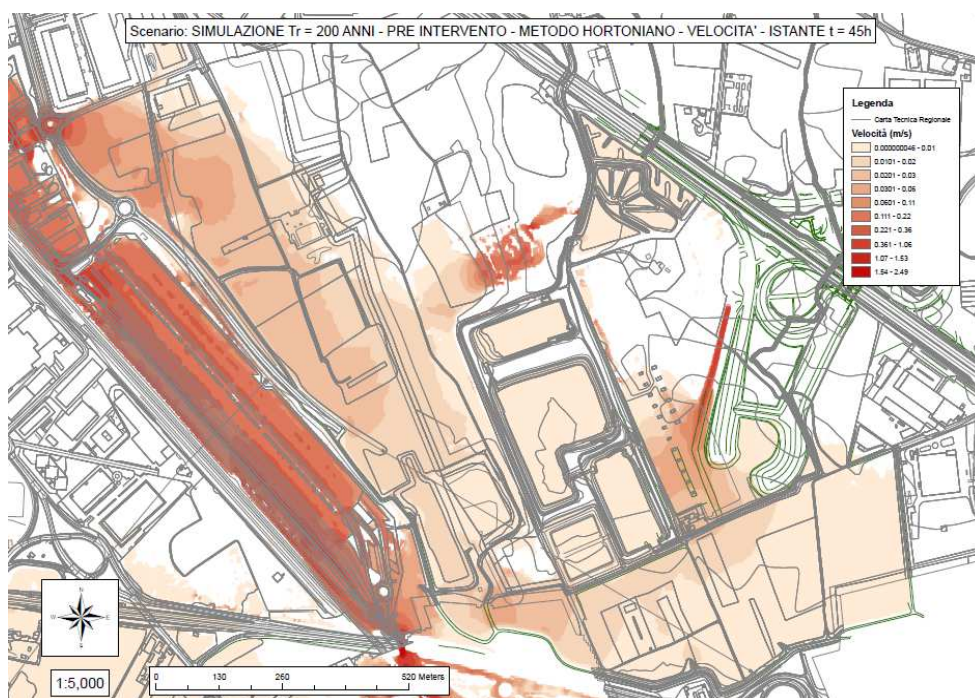 Scenario: SIMULAZIONE Tr = 200 ANNI - PRE INTERVENTO - METODO HORTONIANO - VELOCITA' - ISTANTE t = 45h
Legenda
Carta Tecnica Regionale
Velocità (m/s)
0.000000046 - 0.01
0.0101 - 0.02
0.0201 - 0.03
0.0301 - 0.06
0.0601 - 0.11
0.111 - 0.22
0.221 - 0.36
0.361 - 1.06
1.07 - 1.53
1.54 - 2.49
N
W E
S
1:5,000
0 130 260 520 Meters